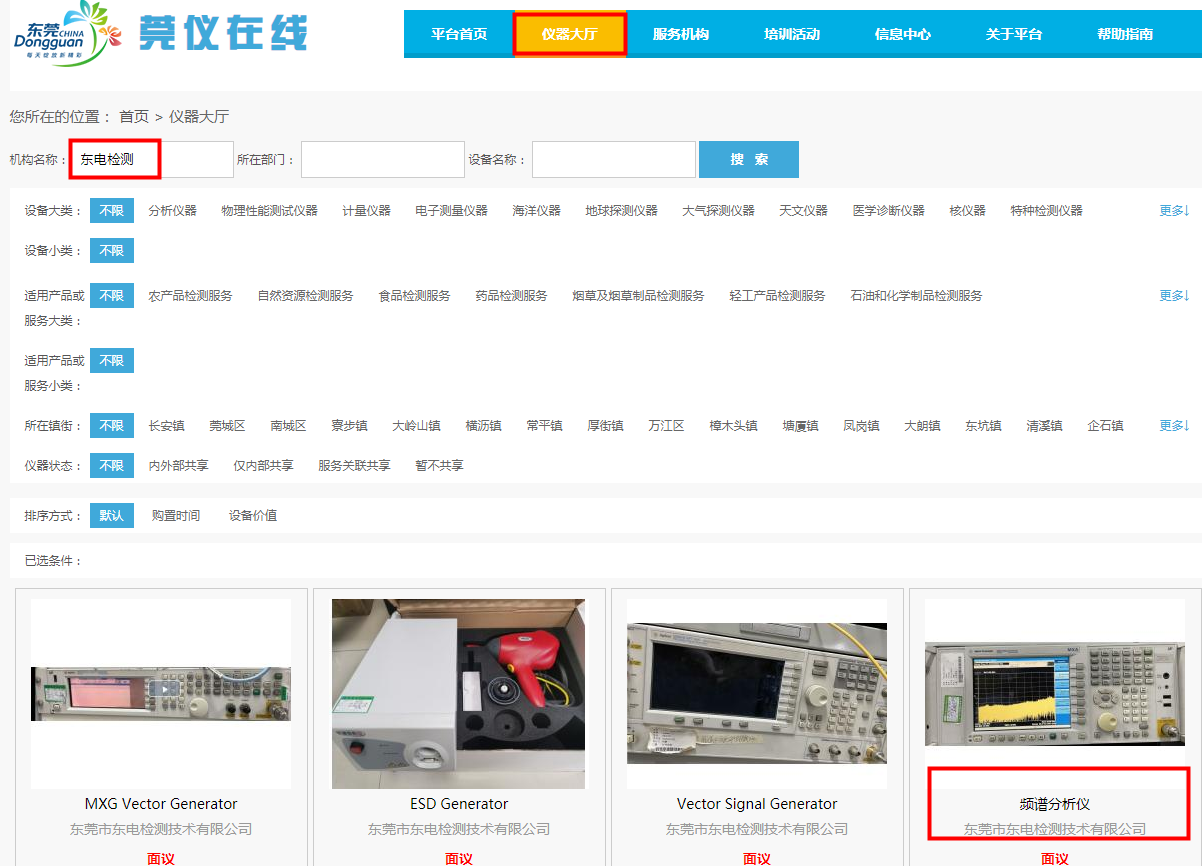 东莞CHINA
Dongguan
每天绽放新精彩
莞仪在线
平台首页 仪器大厅 服务机构 培训活动 信息中心 关于平台 帮助指南
您所在的位置： 首页 > 仪器大厅
机构名称： 东电检测 所在部门： 设备名称： 搜 索
设备大类： 不限 分析仪器 物理性能测试仪器 计量仪器 电子测量仪器 海洋仪器 地球探测仪器 大气探测仪器 天文仪器 医学诊断仪器 核仪器 特种检测仪器 更多↓
设备小类： 不限
适用产品或 不限 农产品检测服务 自然资源检测服务 食品检测服务 药品检测服务 烟草及烟草制品检测服务 轻工产品检测服务 石油和化学制品检测服务 更多↓
服务大类：
适用产品或 不限
服务小类：
所在镇街： 不限 长安镇 莞城区 南城区 寮步镇 大岭山镇 横沥镇 常平镇 厚街镇 万江区 樟木头镇 塘厦镇 凤岗镇 大朗镇 东坑镇 清溪镇 企石镇 更多↓
仪器状态： 不限 内外部共享 仅内部共享 服务关联共享 暂不共享
排序方式： 默认 购置时间 设备价值
已选条件：
MXG Vector Generator ESD Generator Vector Signal Generator 频谱分析仪
东莞市东电检测技术有限公司 东莞市东电检测技术有限公司 东莞市东电检测技术有限公司 东莞市东电检测技术有限公司
面议 面议 面议 面议